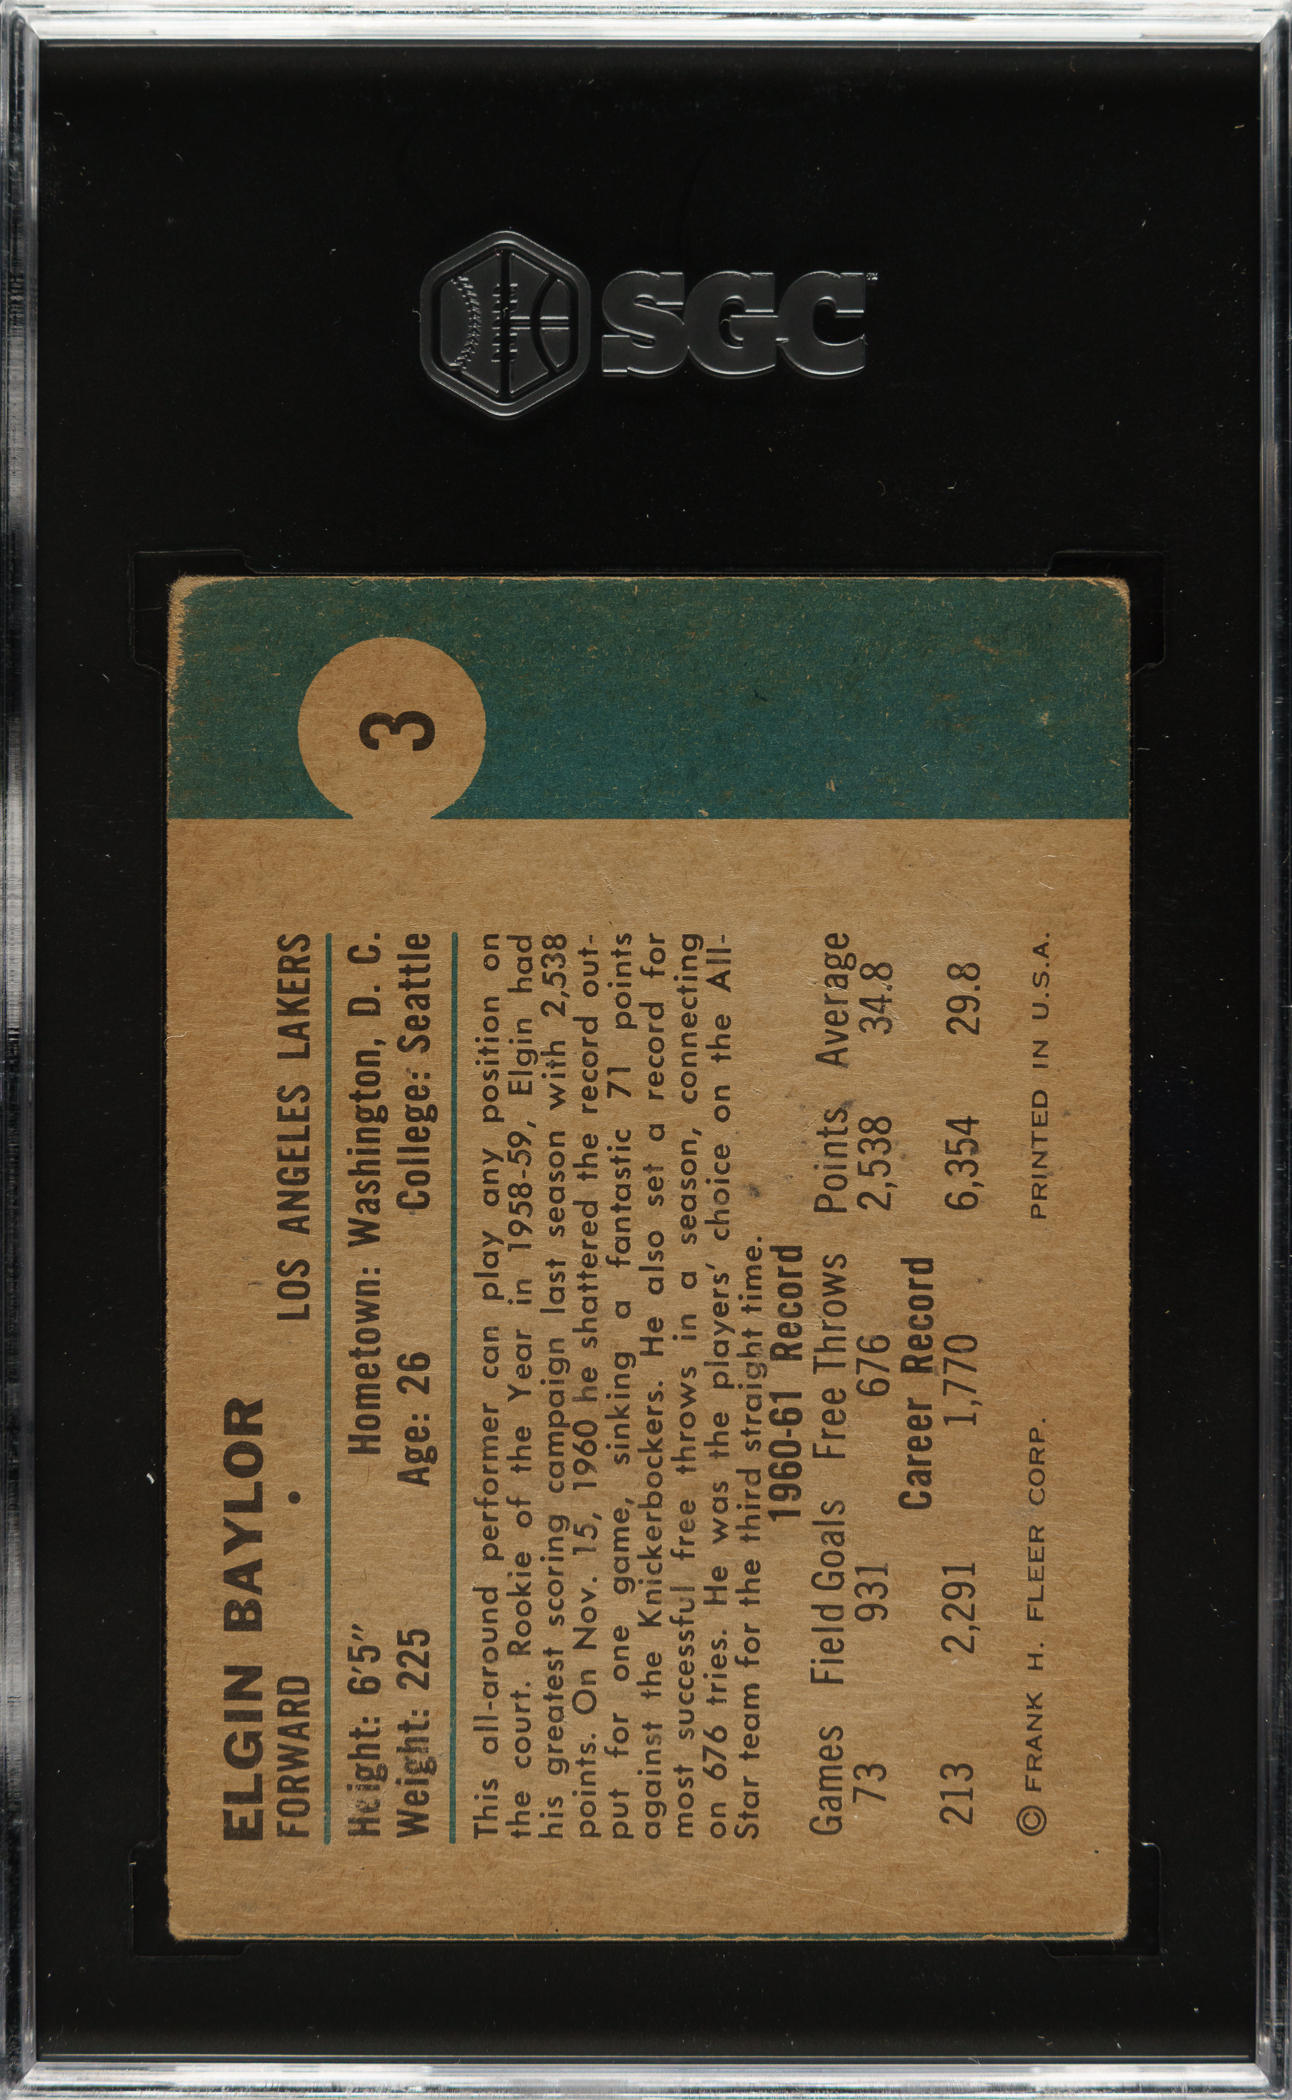 SGC
3
ELGIN BAYLOR
FORWARD • LOS ANGELES LAKERS
Height: 6'5" Hometown: Washington, D. C.
Weight: 225 Age: 26 College: Seattle
This all-around performer can play any position on
the court. Rookie of the Year in 1958-59, Elgin had
his greatest scoring campaign last season with 2,538
points. On Nov. 15, 1960 he shattered the record out-
put for one game, sinking a fantastic 71 points
against the Knickerbockers. He also set a record for
most successful free throws in a season, connecting
on 676 tries. He was the players' choice on the All-
Star team for the third straight time.
1960-61 Record
Games Field Goals Free Throws Points Average
73 931 676 2,538 34.8
Career Record
213 2,291 1,770 6,354 29.8
© FRANK H. FLEER CORP. PRINTED IN U.S.A.